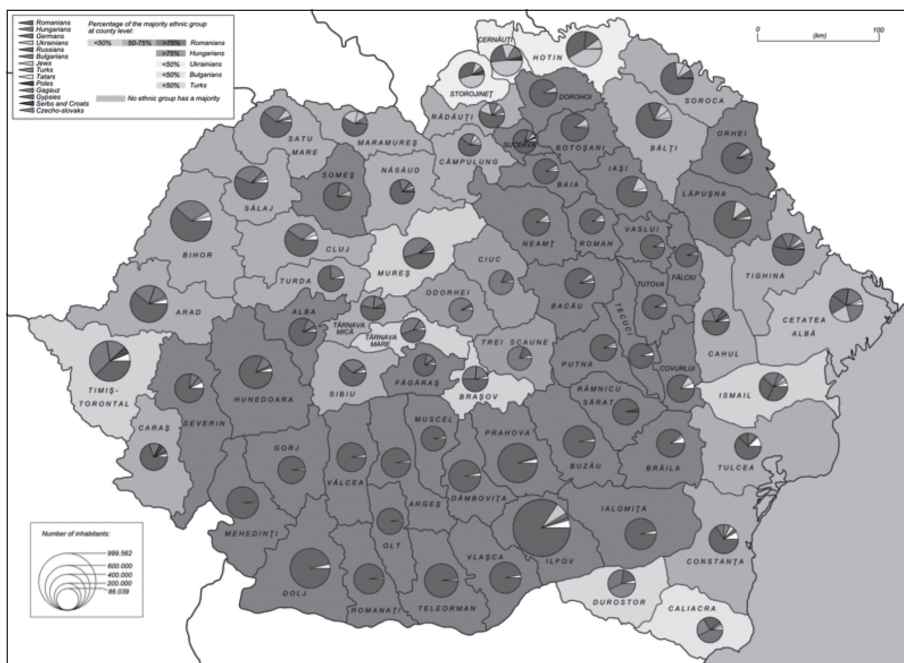 Romanians
Hungarians
Germans
Ukrainians
Russians
Bulgarians
Jews
Turks
Tatars
Poles
Gagauz
Gypsies
Serbs and Croats
Czecho-slovaks
Percentage of the majority ethnic group
at county level:
<50% 50-75% >75% Romanians
>75% Hungarians
<50% Ukrainians
<50% Bulgarians
<50% Turks
No ethnic group has a majority
0 100
(km)
CERNĂUȚI
HOTIN
STOROJINEȚ
SOROCA
DOROHOI
RĂDĂUȚI
SUCEAVA
BOTOȘANI
BĂLȚI
ORHEI
SATU
MARE
MARAMUREȘ
CÂMPULUNG
SOMEȘ
NĂSĂUD
BAIA
IAȘI
LĂPUȘNA
SĂLAJ
BIHOR
CLUJ
MUREȘ
CIUC
NEAMȚ
ROMAN
VASLUI
FĂLCIU
TIGHINA
TURDA
ODORHEI
BACĂU
TUTOVA
TECUCI
CETATEA
ALBĂ
ARAD
ALBA
TÂRNAVA
MICĂ
TÂRNAVA
MARE
TREI SCAUNE
PUTNA
COVURLUI
CAHUL
TIMIȘ-
TORONTAL
HUNEDOARA
SIBIU
FĂGĂRAȘ
BRAȘOV
RÂMNICU
SĂRAT
ISMAIL
CARAȘ
SEVERIN
GORJ
VÂLCEA
MUSCEL
PRAHOVA
BUZĂU
BRĂILA
TULCEA
MEHEDINȚI
ARGEȘ
DÂMBOVIȚA
IALOMIȚA
OLT
VLAȘCA
ILFOV
CONSTANȚA
DOLJ
ROMANAȚI
TELEORMAN
DUROSTOR
CALIACRA
Number of inhabitants:
999.562
600.000
400.000
200.000
86.039